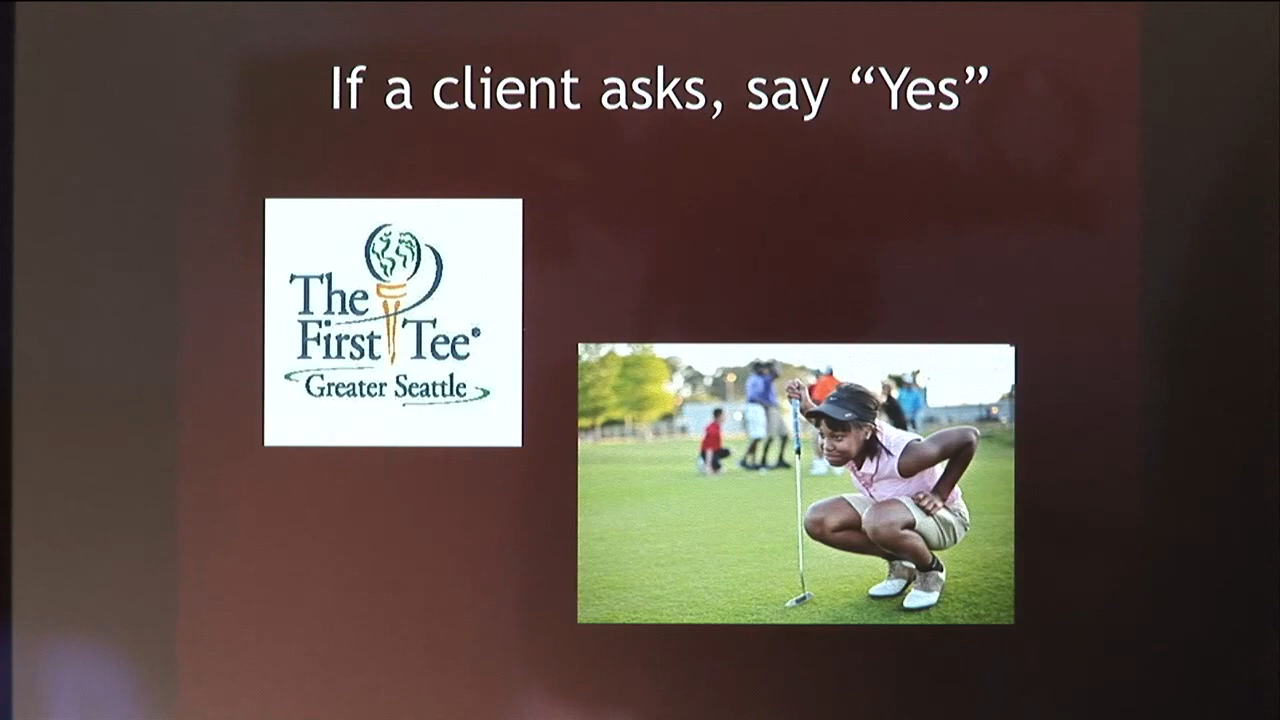 If a client asks, say “Yes”
The
First Tee®
Greater Seattle